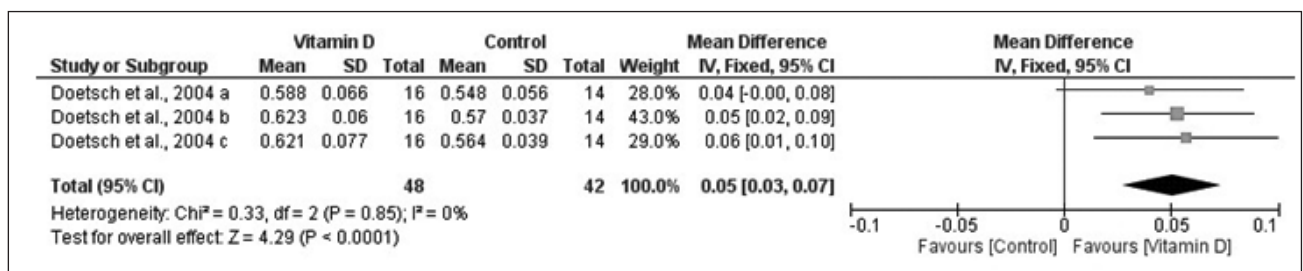 Vitamin D Control Mean Difference Mean Difference
Study or Subgroup Mean SD Total Mean SD Total Weight IV, Fixed, 95% CI IV, Fixed, 95% CI
Doetsch et al., 2004 a 0.588 0.066 16 0.548 0.056 14 28.0% 0.04 [-0.00, 0.08]
Doetsch et al., 2004 b 0.623 0.06 16 0.57 0.037 14 43.0% 0.05 [0.02, 0.09]
Doetsch et al., 2004 c 0.621 0.077 16 0.564 0.039 14 29.0% 0.06 [0.01, 0.10]
Total (95% CI) 48 42 100.0% 0.05 [0.03, 0.07]
Heterogeneity: Chi² = 0.33, df = 2 (P = 0.85); I² = 0%
Test for overall effect: Z = 4.29 (P < 0.0001)
-0.1 -0.05 0 0.05 0.1
Favours [Control] Favours [Vitamin D]